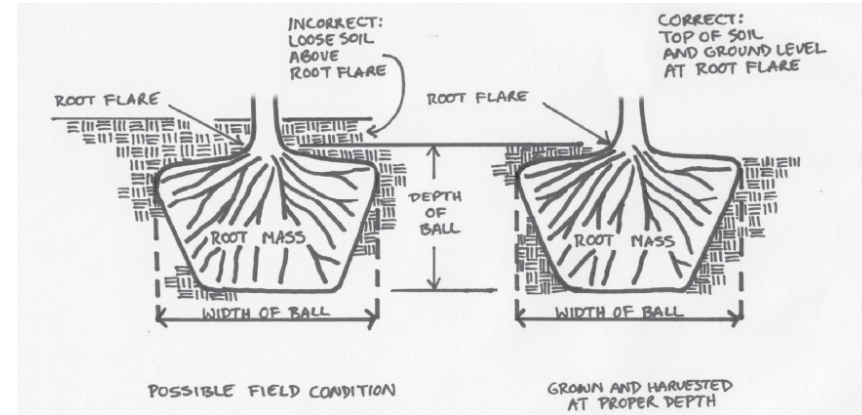 INCORRECT:
LOOSE SOIL
ABOVE
ROOT FLARE
ROOT FLARE
CORRECT:
TOP OF SOIL
AND GROUND LEVEL
AT ROOT FLARE
ROOT FLARE
DEPTH
OF
BALL
ROOT MASS
WIDTH OF BALL
ROOT MASS
WIDTH OF BALL
POSSIBLE FIELD CONDITION
GROWN AND HARVESTED
AT PROPER DEPTH